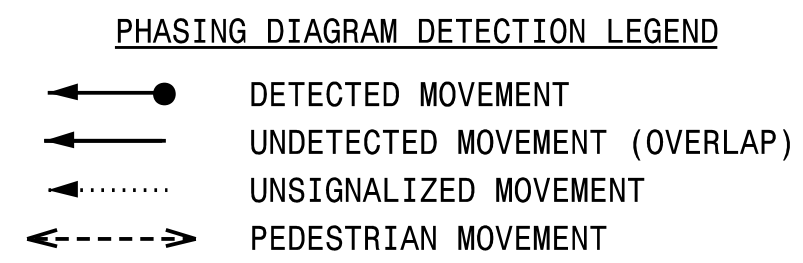 PHASING DIAGRAM DETECTION LEGEND
DETECTED MOVEMENT
UNDETECTED MOVEMENT (OVERLAP)
UNSIGNALIZED MOVEMENT
PEDESTRIAN MOVEMENT